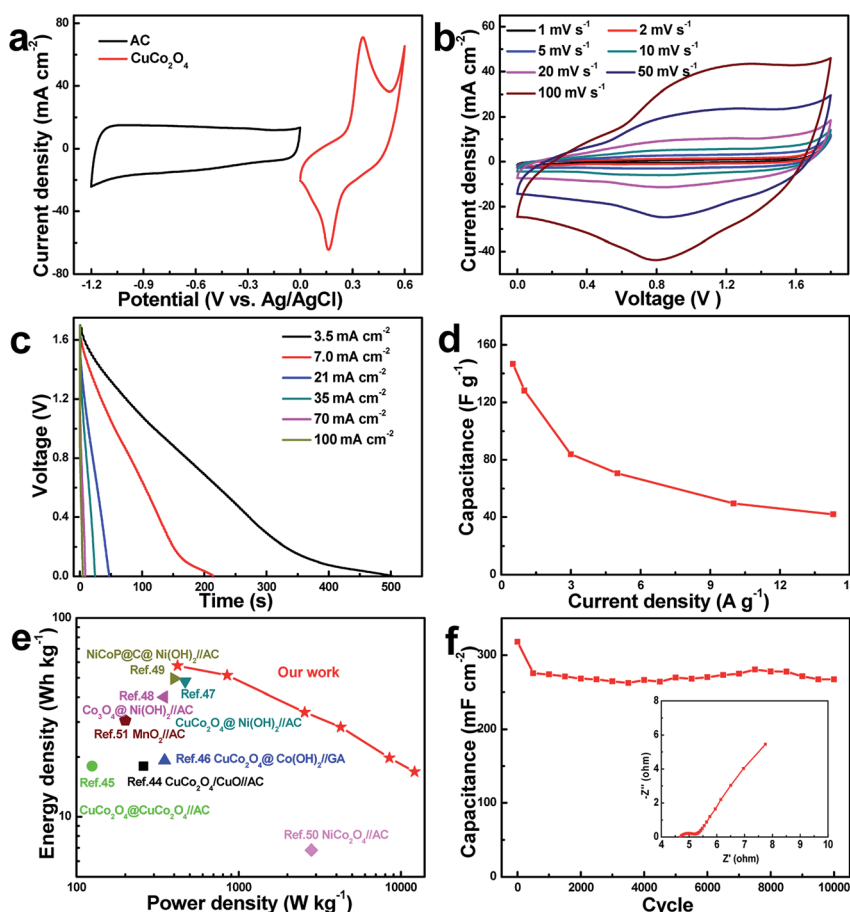 a
AC
CuCo₂O₄
Current density (mA cm⁻²)
80
40
0
-40
-80
-1.2 -0.9 -0.6 -0.3 0.0 0.3 0.6
Potential (V vs. Ag/AgCl)
b
1 mV s⁻¹ 2 mV s⁻¹
5 mV s⁻¹ 10 mV s⁻¹
20 mV s⁻¹ 50 mV s⁻¹
100 mV s⁻¹
Current density (mA cm⁻²)
60
40
20
0
-20
-40
0.0 0.4 0.8 1.2 1.6
Voltage (V )
c
3.5 mA cm⁻²
7.0 mA cm⁻²
21 mA cm⁻²
35 mA cm⁻²
70 mA cm⁻²
100 mA cm⁻²
Voltage (V)
1.6
1.2
0.8
0.4
0.0
0 100 200 300 400 500
Time (s)
d
Capacitance (F g⁻¹)
160
120
80
40
0
0 3 6 9 12
Current density (A g⁻¹)
e
Energy density (Wh kg⁻¹)
100
10
NiCoP@C@ Ni(OH)₂//AC
Ref.49
Our work
Ref.48
Ref.47
Co₃O₄@ Ni(OH)₂//AC
CuCo₂O₄@ Ni(OH)₂//AC
Ref.51 MnO₂//AC
Ref.46 CuCo₂O₄@ Co(OH)₂//GA
Ref.45
Ref.44 CuCo₂O₄/CuO//AC
CuCo₂O₄@CuCo₂O₄//AC
Ref.50 NiCo₂O₄//AC
100 1000 10000
Power density (W kg⁻¹)
f
Capacitance (mF cm⁻²)
300
150
0
0 2000 4000 6000 8000 10000
Cycle
-Z'' (ohm)
8
6
4
2
0
4 6 8 10
Z' (ohm)